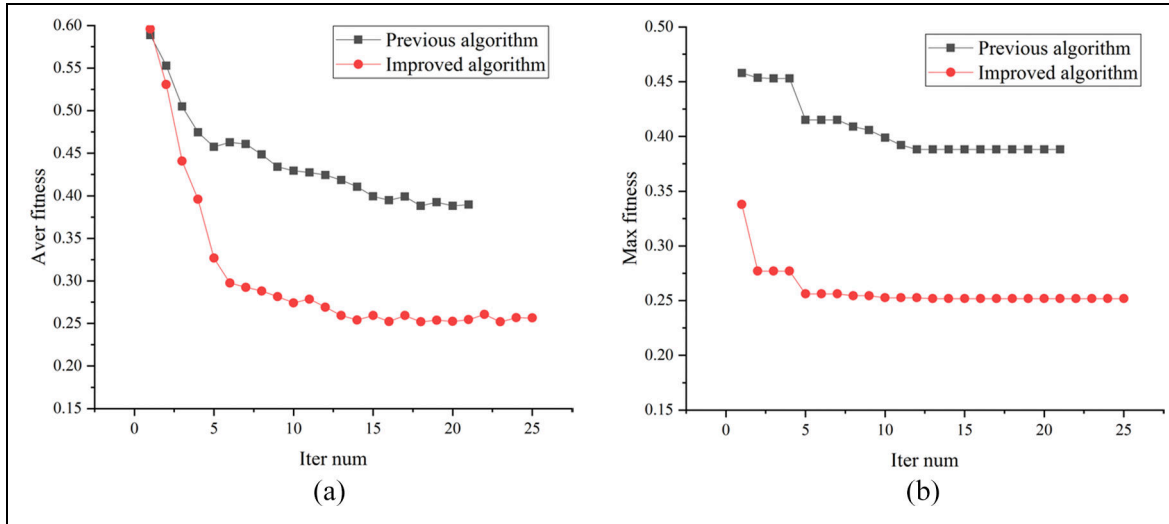 Previous algorithm
Improved algorithm
Aver fitness
0.60
0.55
0.50
0.45
0.40
0.35
0.30
0.25
0.20
0.15
0 5 10 15 20 25
Iter num
(a)
Previous algorithm
Improved algorithm
Max fitness
0.50
0.45
0.40
0.35
0.30
0.25
0.20
0.15
0 5 10 15 20 25
Iter num
(b)